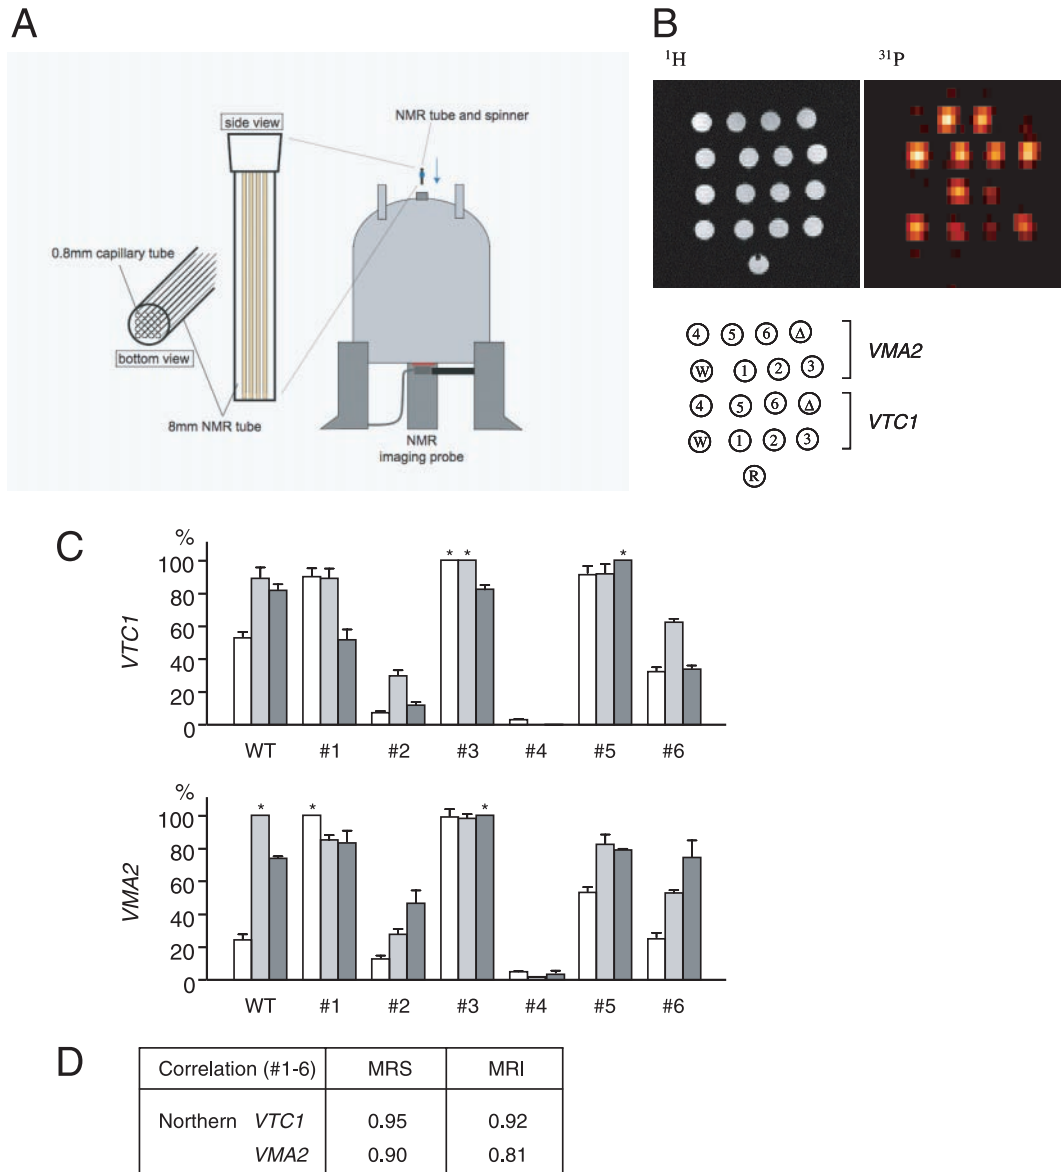 A
side view
NMR tube and spinner
0.8mm capillary tube
bottom view
8mm NMR tube
NMR
imaging probe
B
¹H
³¹P
4 5 6 Δ
W 1 2 3
VMA2
4 5 6 Δ
W 1 2 3
VTC1
R
C
%
100
80
60
40
20
0
VTC1
* * *
WT #1 #2 #3 #4 #5 #6
%
100
80
60
40
20
0
VMA2
* * *
WT #1 #2 #3 #4 #5 #6
D
Correlation (#1-6) MRS MRI
Northern VTC1 0.95 0.92
VMA2 0.90 0.81